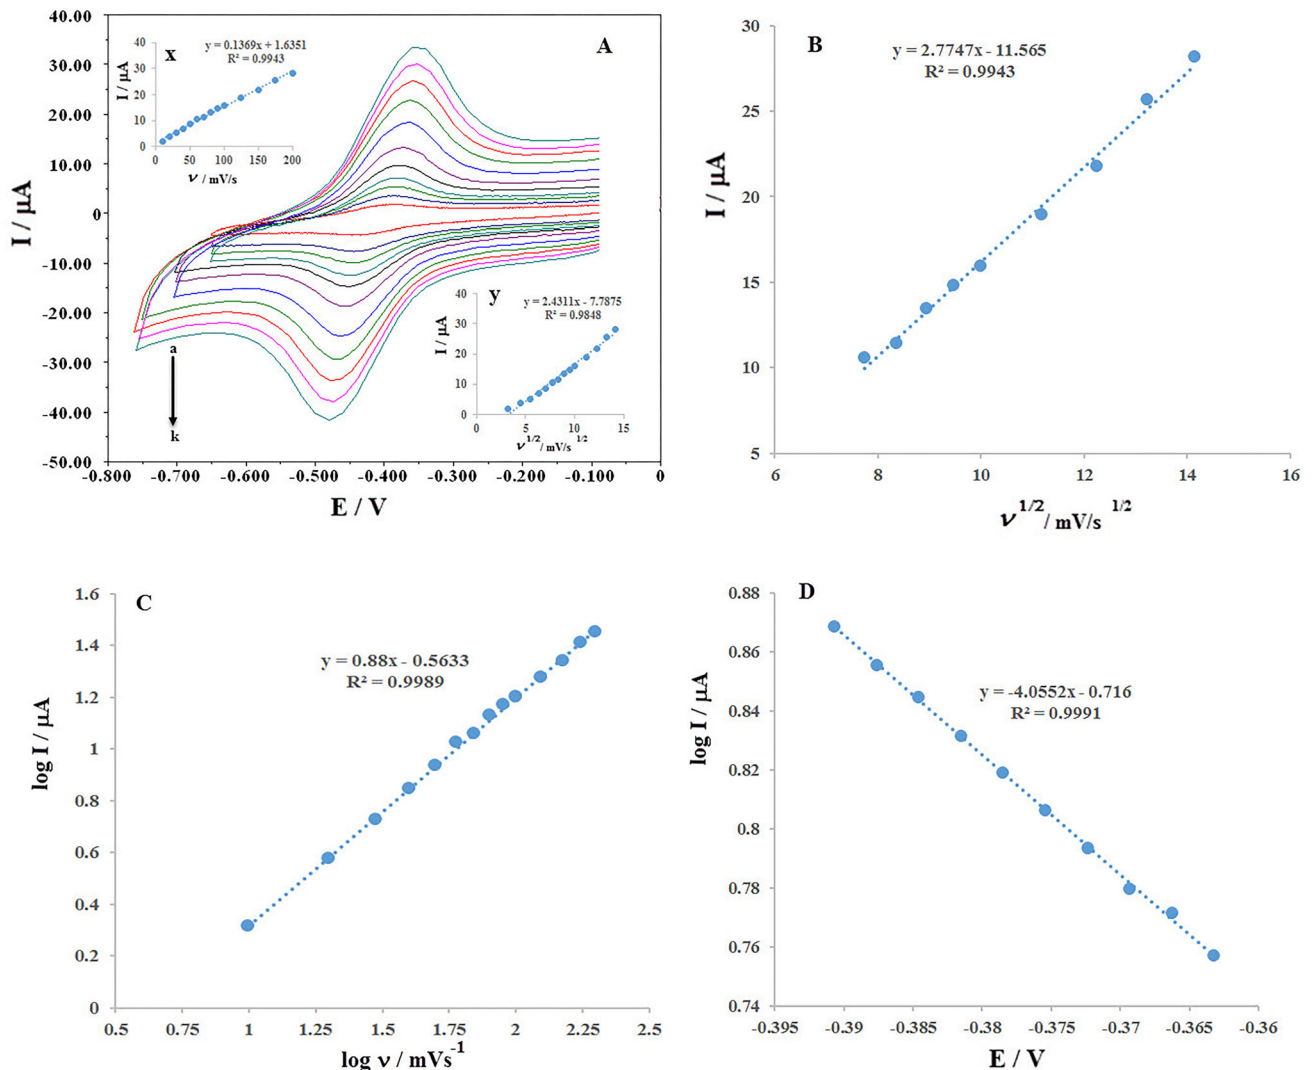 A
40.00
30.00
20.00
10.00
0
-10.00
-20.00
-30.00
-40.00
-50.00
I / µA
-0.800 -0.700 -0.600 -0.500 -0.400 -0.300 -0.200 -0.100 0
E / V
a
k
x
y = 0.1369x + 1.6351
R² = 0.9943
40
30
20
10
0
I / µA
0 50 100 150 200
ν / mV/s
y
y = 2.4311x - 7.7875
R² = 0.9848
40
30
20
10
0
I / µA
0 5 10 15
ν 1/2/ mV/s 1/2
B
y = 2.7747x - 11.565
R² = 0.9943
30
25
20
15
10
5
I / µA
6 8 10 12 14 16
ν 1/2/ mV/s 1/2
C
y = 0.88x - 0.5633
R² = 0.9989
1.6
1.4
1.2
1
0.8
0.6
0.4
0.2
0
log I / µA
0.5 0.75 1 1.25 1.5 1.75 2 2.25 2.5
log ν / mVs-1
D
y = -4.0552x - 0.716
R² = 0.9991
0.88
0.86
0.84
0.82
0.8
0.78
0.76
0.74
log I / µA
-0.395 -0.39 -0.385 -0.38 -0.375 -0.37 -0.365 -0.36
E / V